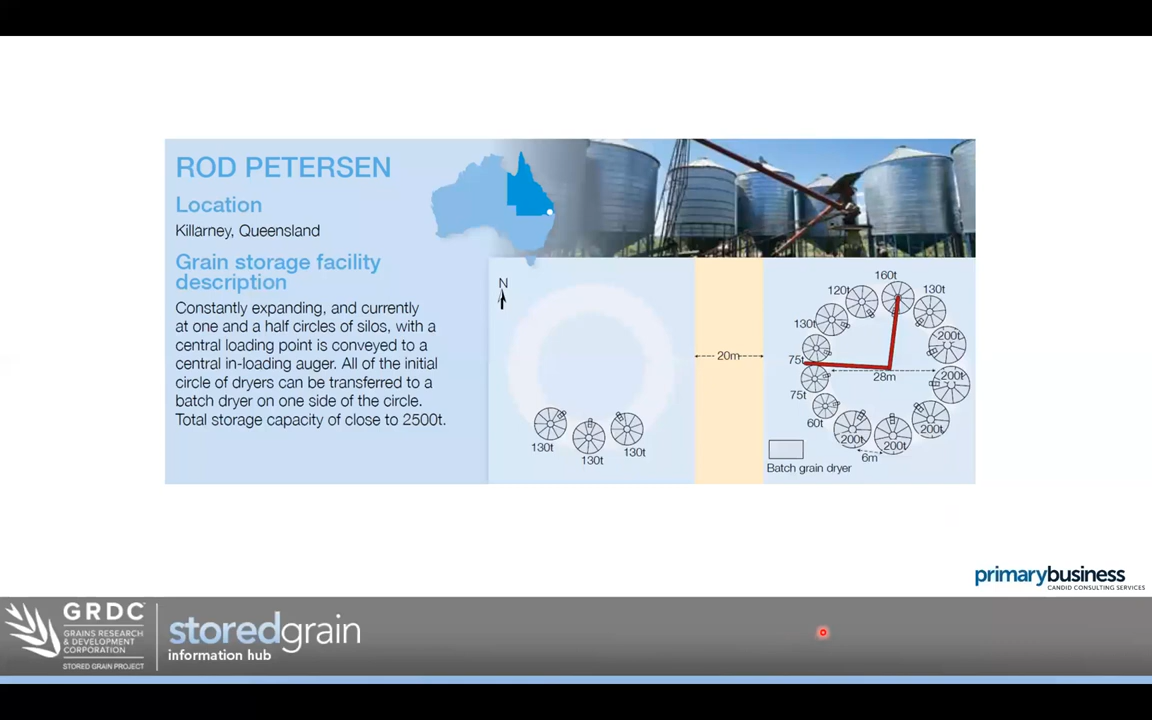 ROD PETERSEN
Location
Killarney, Queensland
Grain storage facility
description
Constantly expanding, and currently
at one and a half circles of silos, with a
central loading point is conveyed to a
central in-loading auger. All of the initial
circle of dryers can be transferred to a
batch dryer on one side of the circle.
Total storage capacity of close to 2500t.
N
130t
130t
130t
20m
160t
120t
130t
130t
200t
75t
28m
200t
75t
60t
200t
200t
200t
6m
Batch grain dryer
primarybusiness
CANDID CONSULTING SERVICES
GRDC
GRAINS RESEARCH
& DEVELOPMENT
CORPORATION
STORED GRAIN PROJECT
storedgrain
information hub